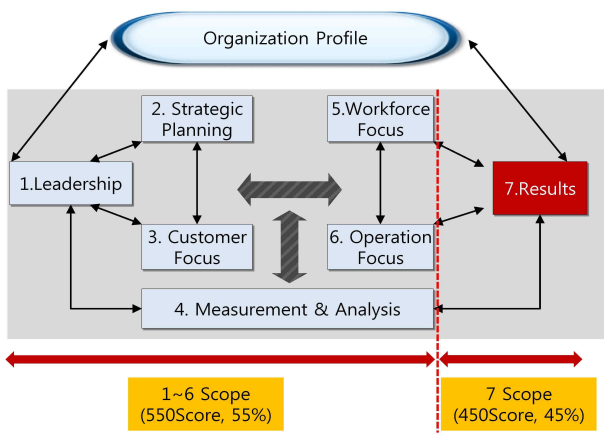 Organization Profile
2. Strategic
Planning
5.Workforce
Focus
1.Leadership
7.Results
3. Customer
Focus
6. Operation
Focus
4. Measurement & Analysis
1~6 Scope
(550Score, 55%)
7 Scope
(450Score, 45%)